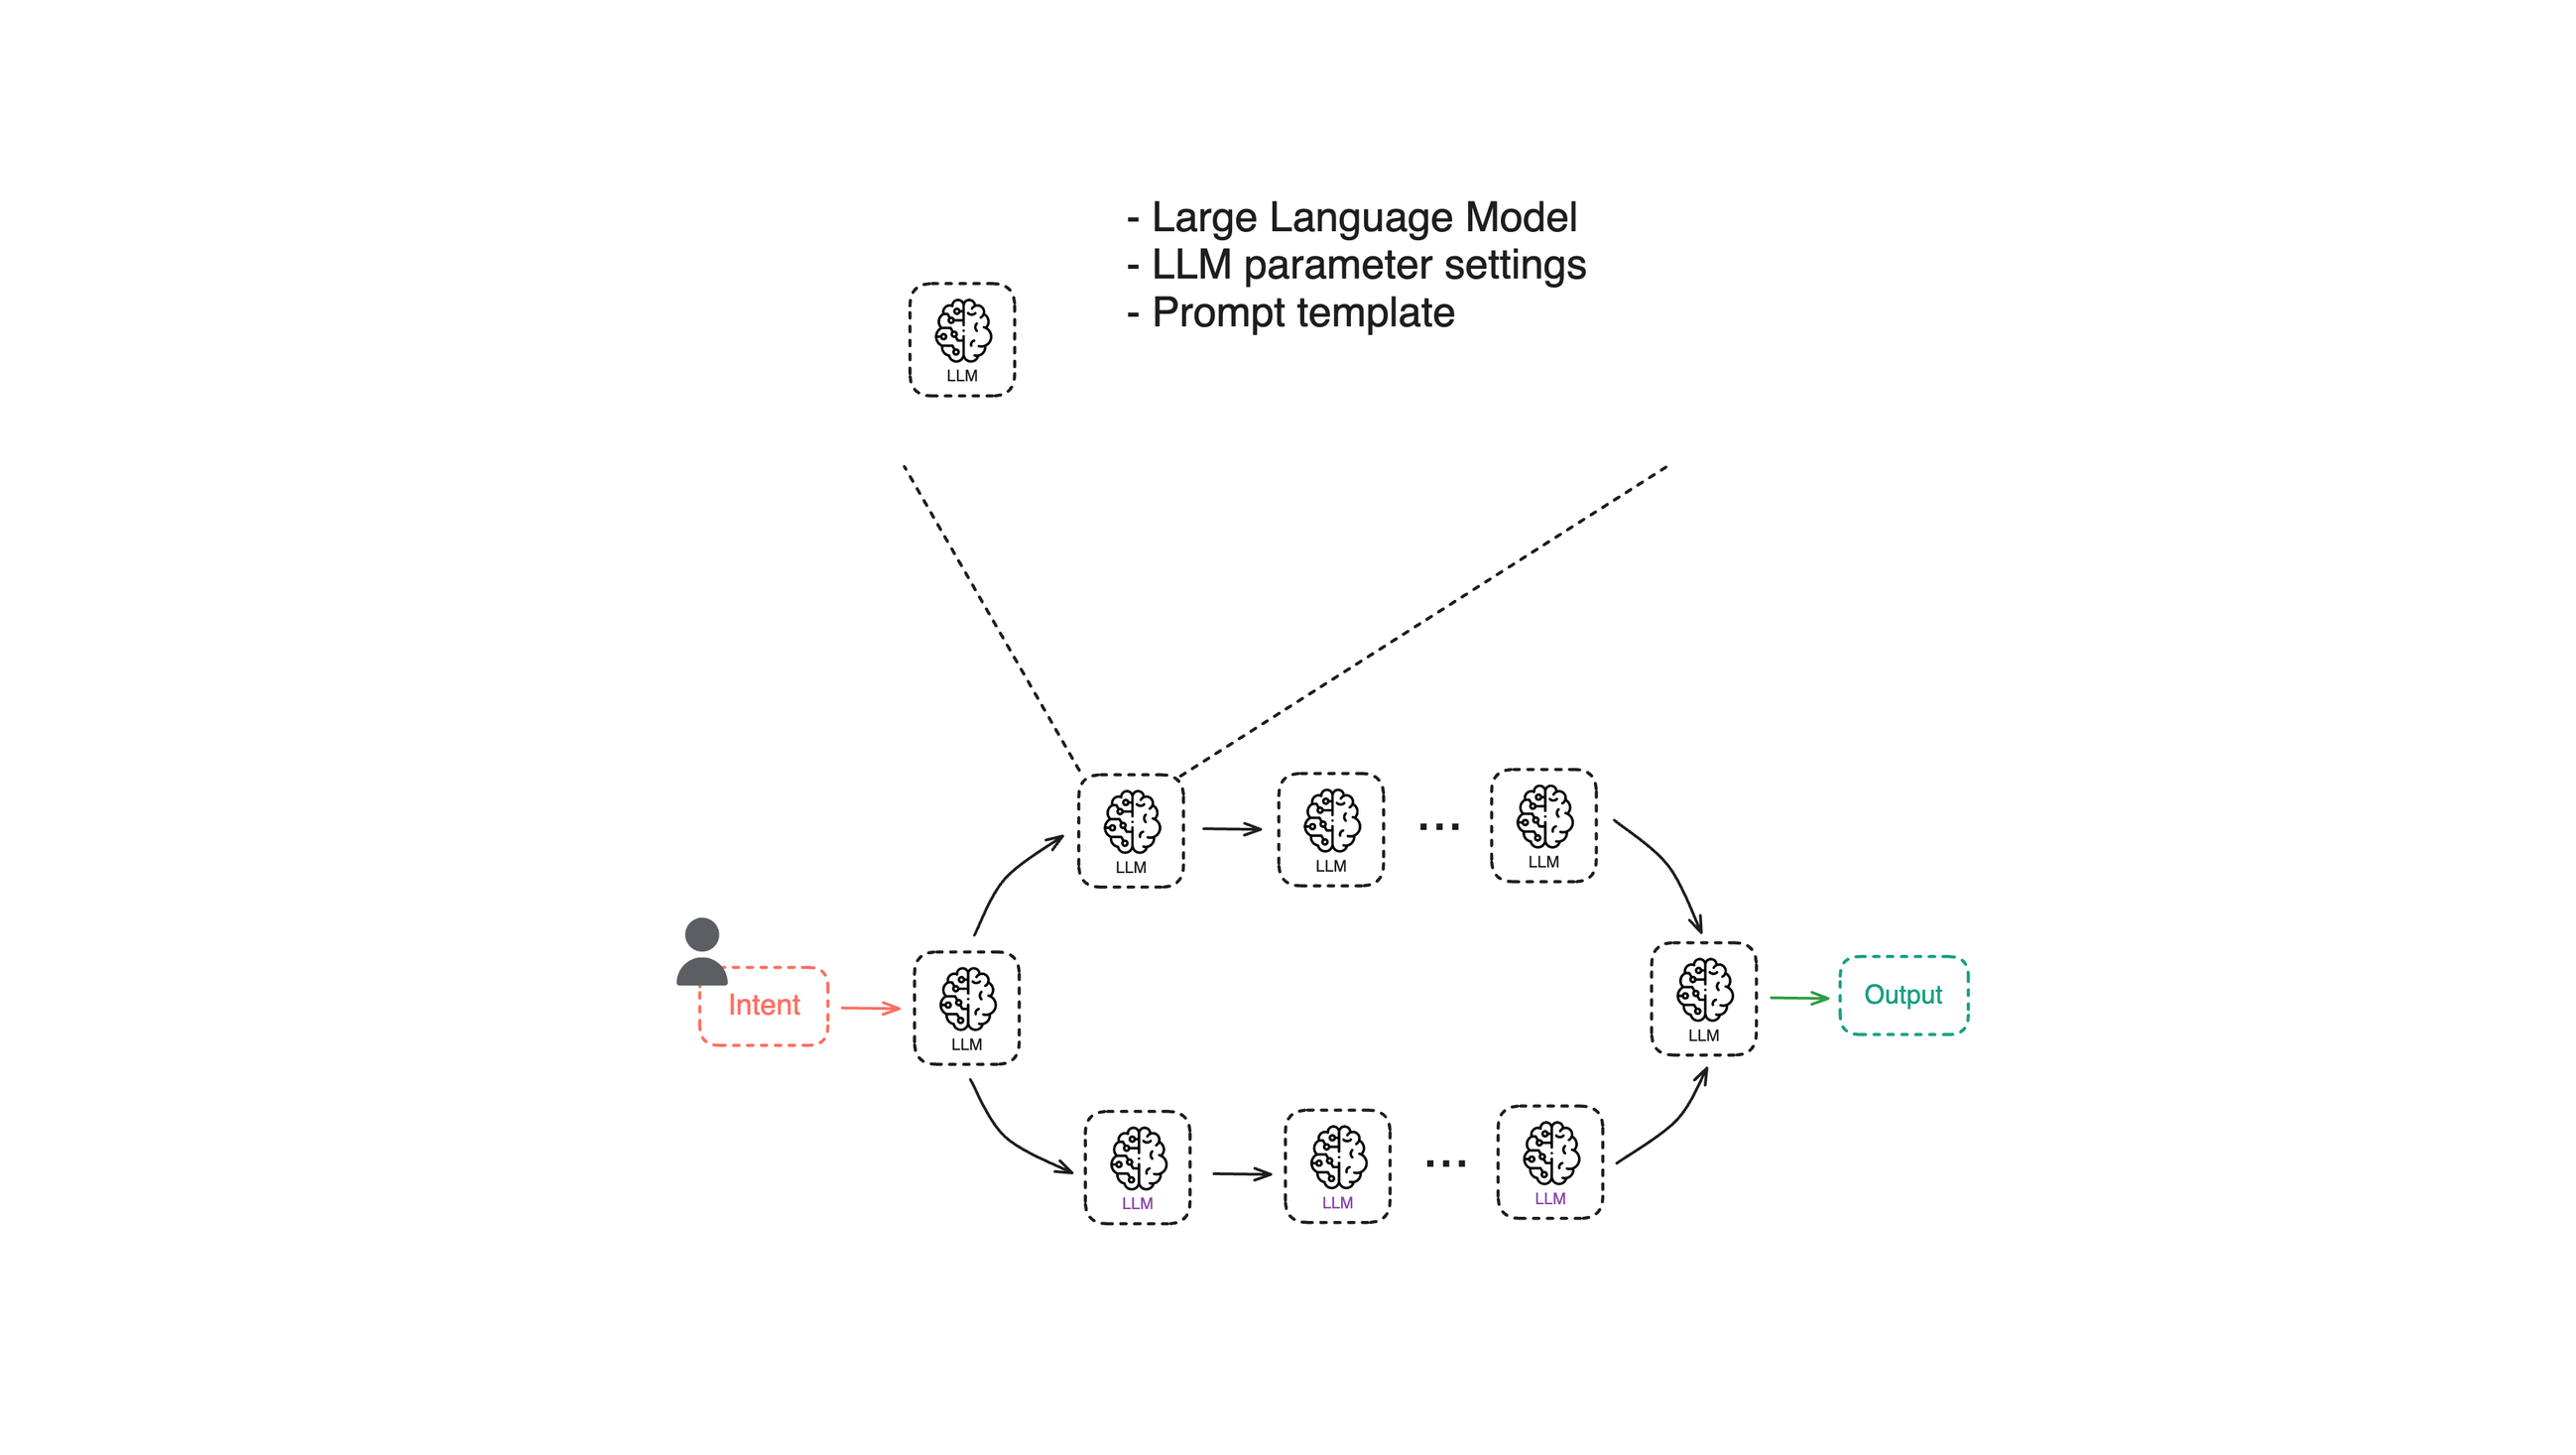 - Large Language Model
- LLM parameter settings
- Prompt template
LLM
LLM
LLM
...
LLM
Intent
LLM
LLM
Output
LLM
LLM
...
LLM